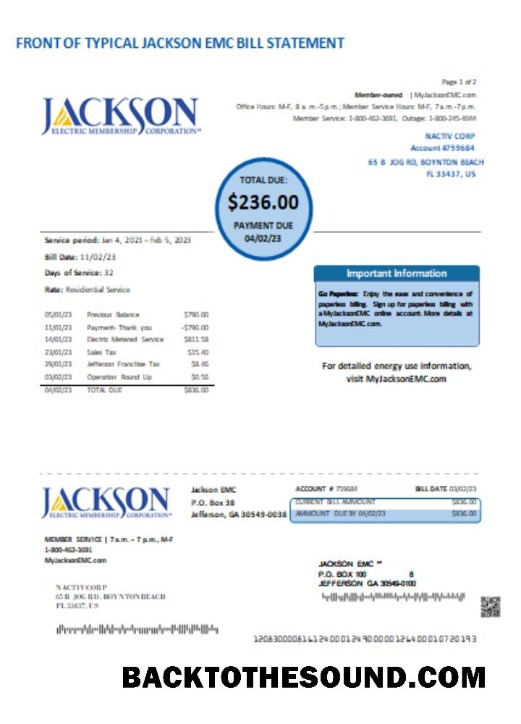 FRONT OF TYPICAL JACKSON EMC BILL STATEMENT
Page 1 of 2
Member-owned | MyJacksonEMC.com
Office Hours: M-F, 8 a. m.-5 p.m.; Member Service Hours: M-F, 7 a.m.-7 p.m.
Member Service: 1-800-462-3691, Outage: 1-800-245-4044
JACKSON
ELECTRIC MEMBERSHIP CORPORATION
NACTIV CORP
Account #759684
65 B JOG RD, BOYNTON BEACH
FL 33437, US
TOTAL DUE:
$236.00
PAYMENT DUE
04/02/23
Service period: Jan 4, 2021 – Feb 5, 2023
Bill Date: 11/02/23
Days of Service: 32
Rate: Residential Service
Important Information
Go Paperless: Enjoy the ease and convenience of
paperless billing. Sign up for paperless billing with
a MyJacksonEMC online account. More details at
MyJacksonEMC.com.
05/01/23 Previous Balance $790.00
11/01/23 Payment- Thank you -$790.00
14/01/23 Electric Metered Service $811.58
23/01/23 Sales Tax $15.40
29/01/23 Jefferson Franchise Tax $8.46
03/02/23 Operation Round Up $0.56
04/02/23 TOTAL DUE $836.00
For detailed energy use information,
visit MyJacksonEMC.com
JACKSON
ELECTRIC MEMBERSHIP CORPORATION
Jackson EMC
P.O. Box 38
Jefferson, GA 30549-0038
ACCOUNT # 759684 BILL DATE 03/02/23
CURRENT BILL AMMOUNT $836.00
AMMOUNT DUE BY 04/02/23 $836.00
MEMBER SERVICE | 7 a.m. – 7 p.m., M-F
1-800-462-3691
MyJacksonEMC.com
JACKSON EMC **
P.O. BOX 100 8
JEFFERSON GA 30549-0100
NACTIV CORP
65 B JOG RD, BOYNTON BEACH
FL 33437, US
BACKTOTHESOUND.COM